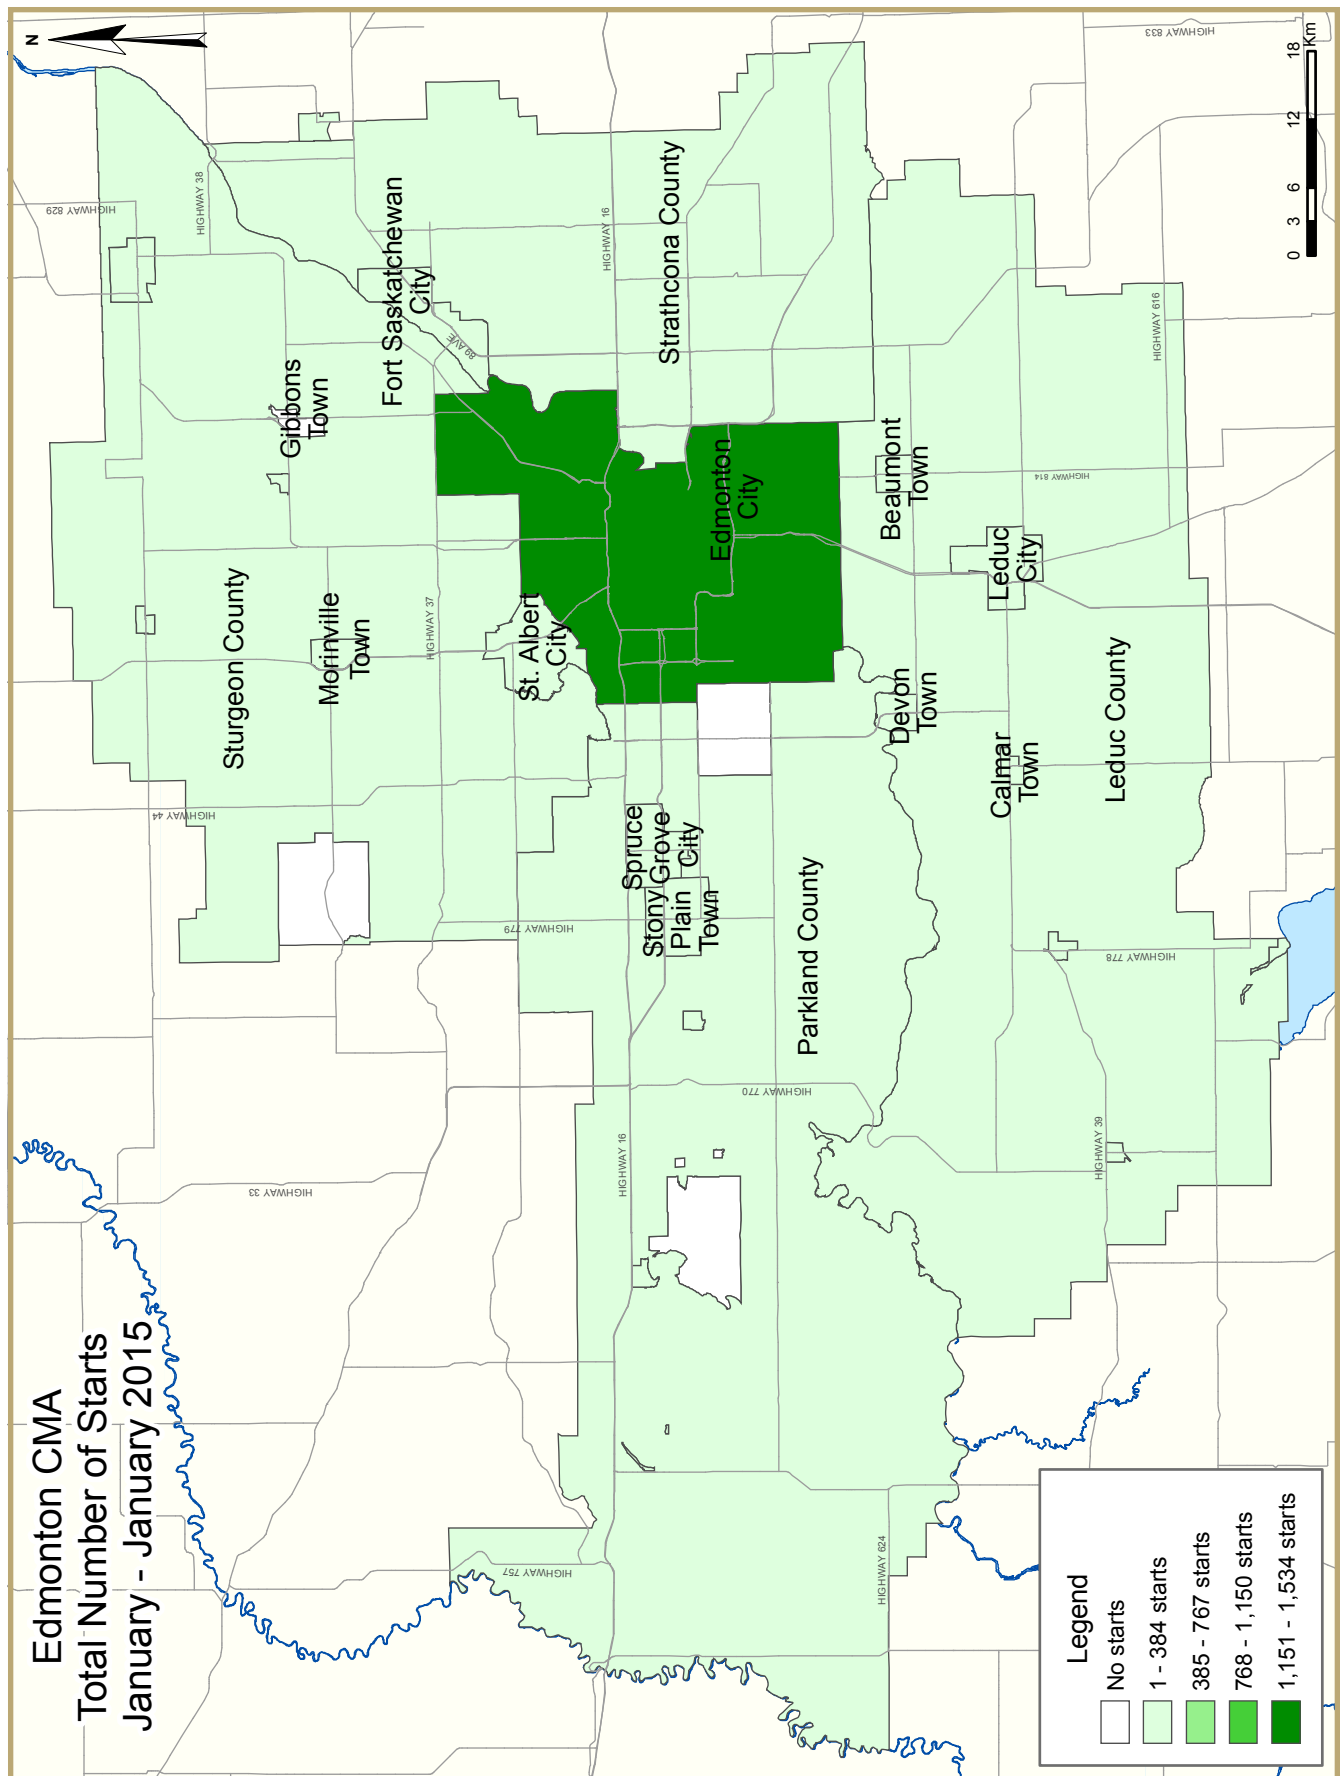 Edmonton CMA
Total Number of Starts
January - January 2015
N
HIGHWAY 829
HIGHWAY 38
HIGHWAY 833
HIGHWAY 44
HIGHWAY 37
HIGHWAY 33
HIGHWAY 779
HIGHWAY 757
HIGHWAY 16
HIGHWAY 16
HIGHWAY 770
HIGHWAY 624
HIGHWAY 778
HIGHWAY 39
HIGHWAY 814
HIGHWAY 616
89 AVE
Sturgeon County
Gibbons
Town
Morinville
Town
Fort Saskatchewan
City
St. Albert
City
Strathcona County
Edmonton
City
Spruce
Grove
City
Stony
Plain
Town
Parkland County
Beaumont
Town
Devon
Town
Leduc
City
Calmar
Town
Leduc County
Legend
No starts
1 - 384 starts
385 - 767 starts
768 - 1,150 starts
1,151 - 1,534 starts
0 3 6 12 18
Km